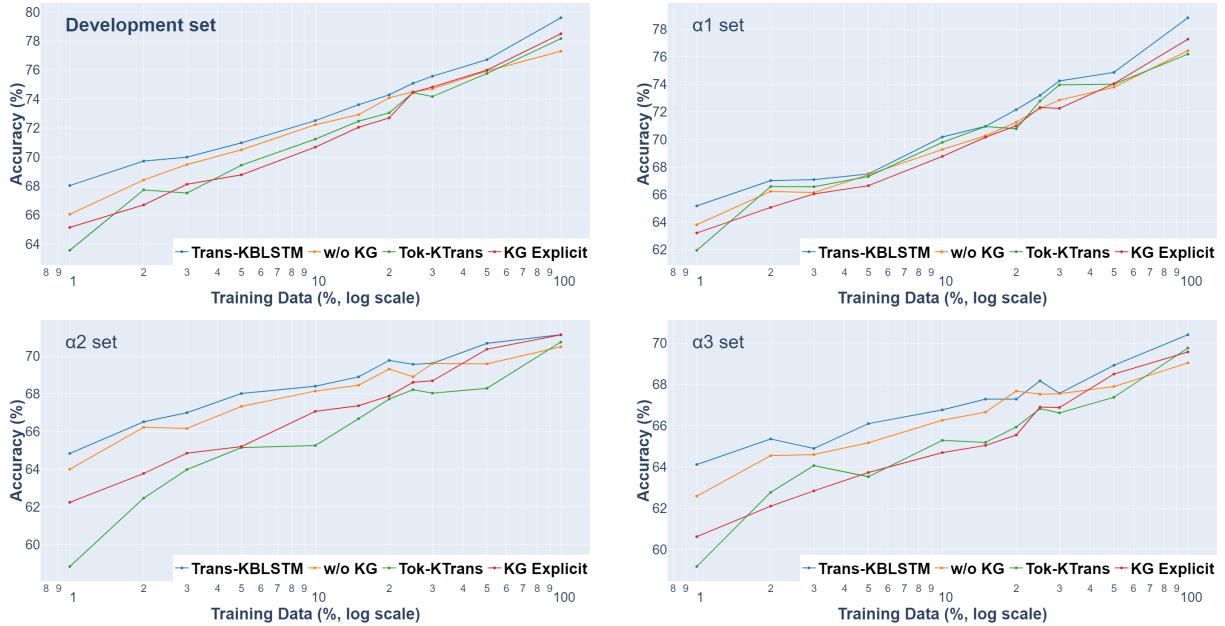 Development set
Accuracy (%)
80
78
76
74
72
70
68
66
64
Trans-KBLSTM w/o KG Tok-KTrans KG Explicit
8 9 1 2 3 4 5 6 7 8 9 10 2 3 4 5 6 7 8 9 100
Training Data (%, log scale)
α1 set
Accuracy (%)
78
76
74
72
70
68
66
64
62
Trans-KBLSTM w/o KG Tok-KTrans KG Explicit
8 9 1 2 3 4 5 6 7 8 9 10 2 3 4 5 6 7 8 9 100
Training Data (%, log scale)
α2 set
Accuracy (%)
70
68
66
64
62
60
Trans-KBLSTM w/o KG Tok-KTrans KG Explicit
8 9 1 2 3 4 5 6 7 8 9 10 2 3 4 5 6 7 8 9 100
Training Data (%, log scale)
α3 set
Accuracy (%)
70
68
66
64
62
60
Trans-KBLSTM w/o KG Tok-KTrans KG Explicit
8 9 1 2 3 4 5 6 7 8 9 10 2 3 4 5 6 7 8 9 100
Training Data (%, log scale)